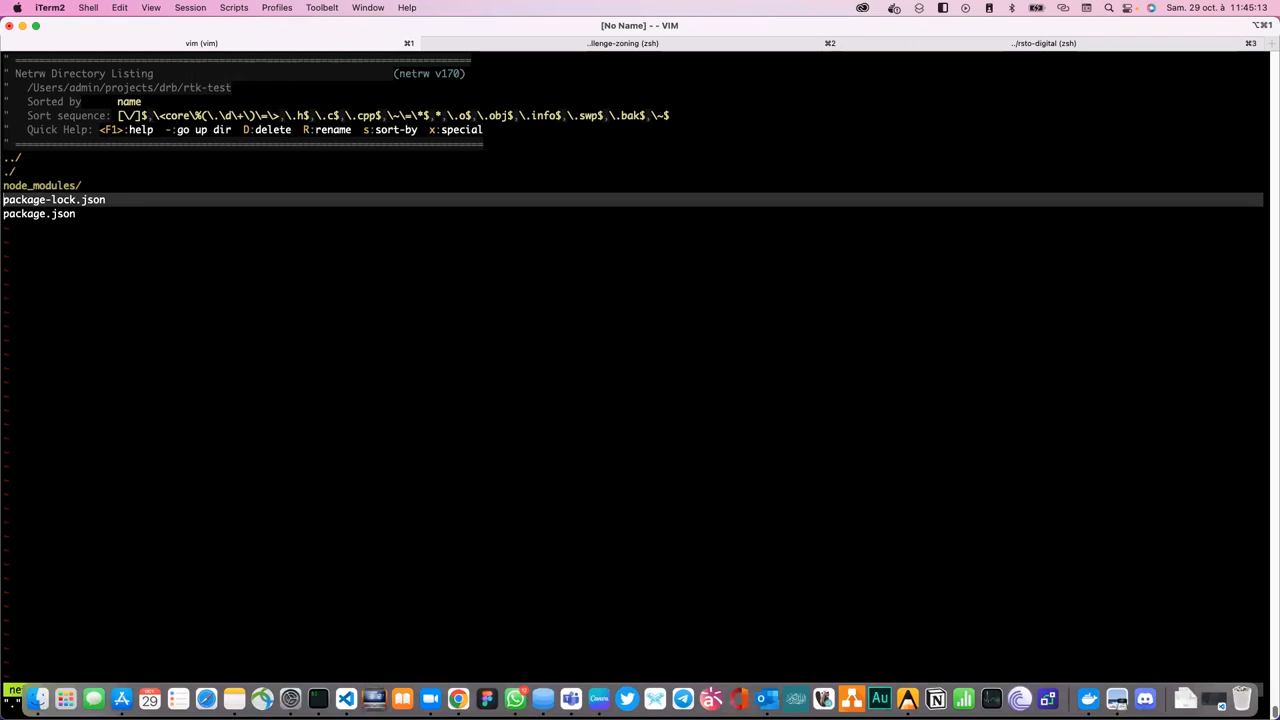 iTerm2 Shell Edit View Session Scripts Profiles Toolbelt Window Help Sam. 29 oct. à 11:45:13
[No Name] - - VIM ⌥⌘1
vim (vim) ⌘1 ..llenge-zoning (zsh) ⌘2 ../rsto-digital (zsh) ⌘3
" ============================================================================
" Netrw Directory Listing (netrw v170)
" /Users/admin/projects/drb/rtk-test
" Sorted by name
" Sort sequence: [\/]$,\<core\%(\.\d\+\)\=\>,\.h$,\.c$,\.cpp$,\~\=\*$,*,\.o$,\.obj$,\.info$,\.swp$,\.bak$,\~$
" Quick Help: <F1>:help -:go up dir D:delete R:rename s:sort-by x:special
" ==============================================================================
../
./
node_modules/
package-lock.json
package.json